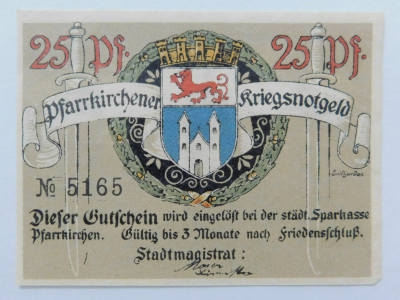 25 Pf. 25 Pf.
Pfarrkirchener Kriegsnotgeld
№ 5165
Dieser Gutschein wird eingelöst bei der städt. Sparkasse
Pfarrkirchen. Gültig bis 3 Monate nach Friedensschluß.
Stadtmagistrat: